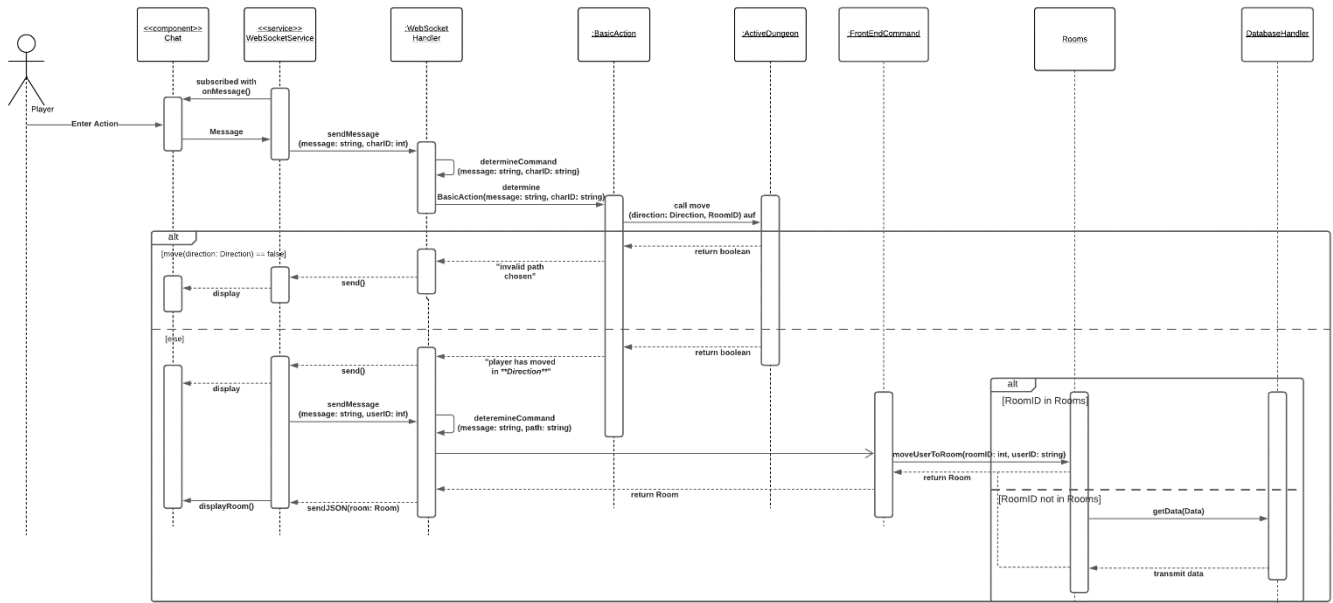 <<component>>
Chat
<<service>>
WebSocketService
:WebSocket
Handler
:BasicAction
:ActiveDungeon
:FrontEndCommand
Rooms
DatabaseHandler
Player
subscribed with
onMessage()
Enter Action
Message
sendMessage
(message: string, charID: int)
determineCommand
(message: string, charID: string)
determine
BasicAction(message: string, charID: string)
call move
(direction: Direction, RoomID) auf
alt
[move(direction: Direction) == false]
return boolean
"invalid path
chosen"
send()
display
[else]
return boolean
"player has moved
in **Direction**"
send()
display
alt
[RoomID in Rooms]
sendMessage
(message: string, userID: int)
deteremineCommand
(message: string, path: string)
moveUserToRoom(roomID: int, userID: string)
return Room
return Room
[RoomID not in Rooms]
displayRoom()
sendJSON(room: Room)
getData(Data)
transmit data